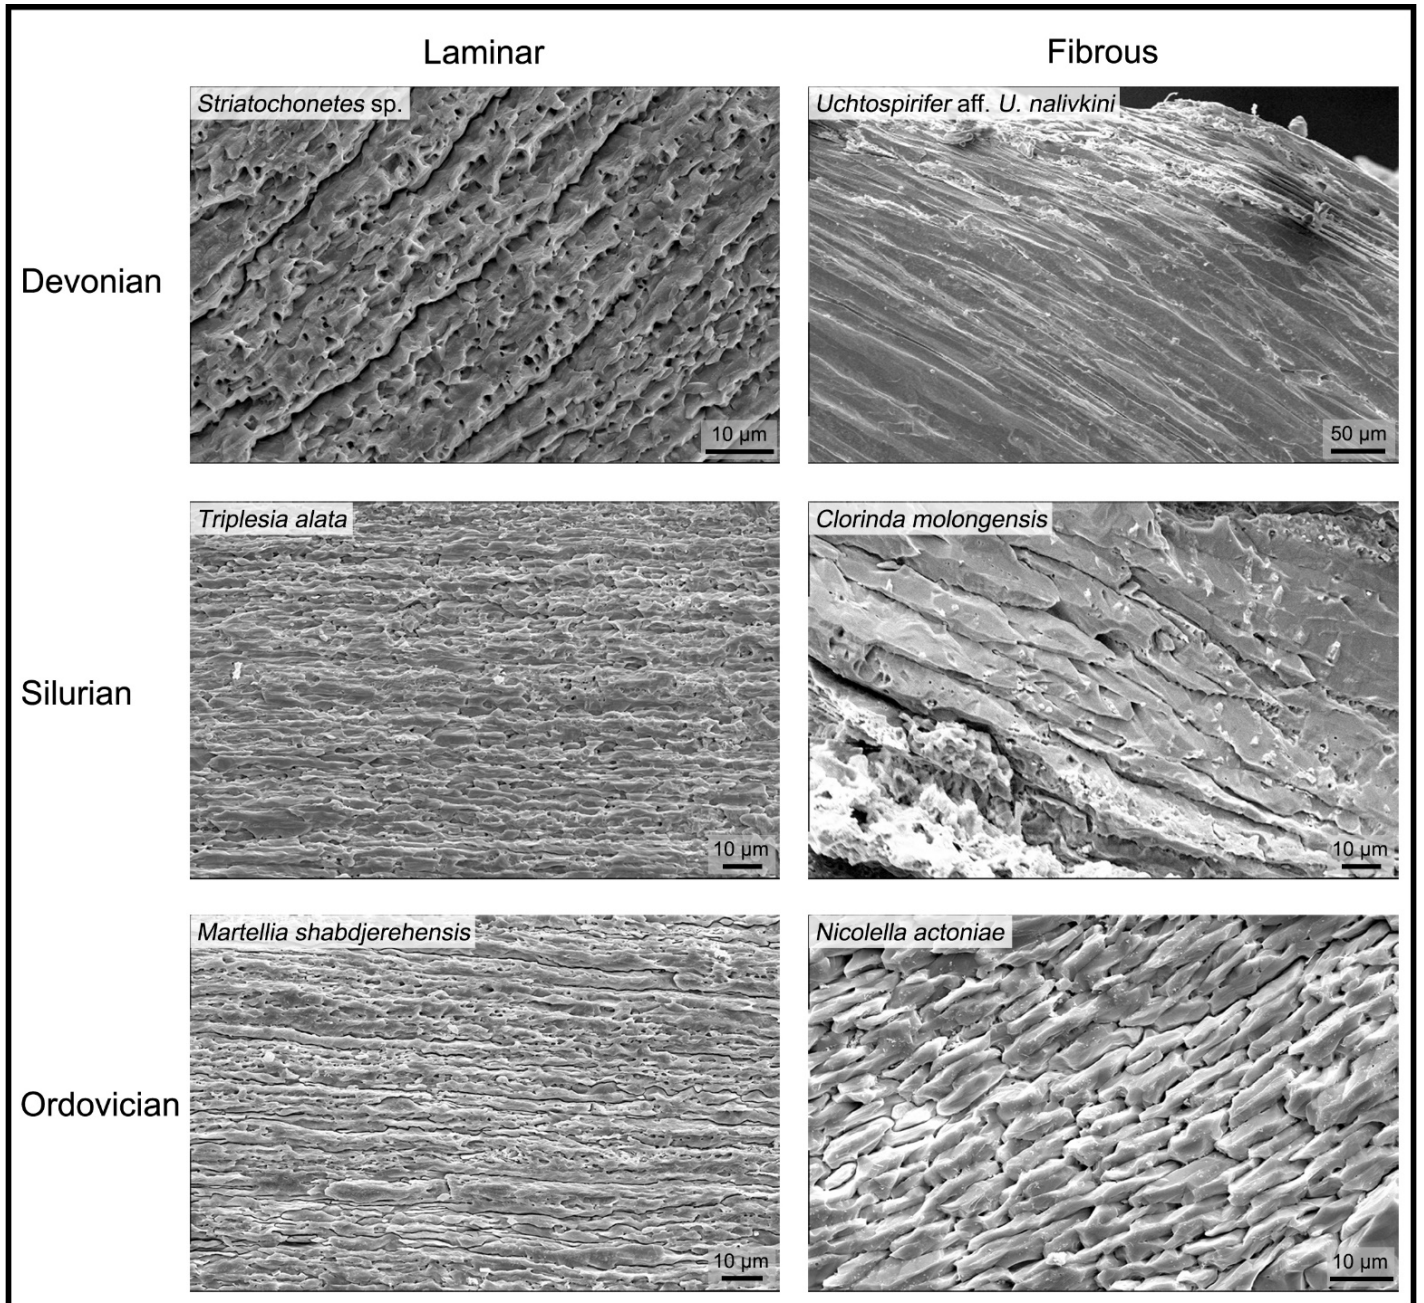 Laminar Fibrous
Devonian
Striatochonetes sp.
10 µm
Uchtospirifer aff. U. nalivkini
50 µm
Silurian
Triplesia alata
10 µm
Clorinda molongensis
10 µm
Ordovician
Martellia shabdjerehensis
10 µm
Nicolella actoniae
10 µm